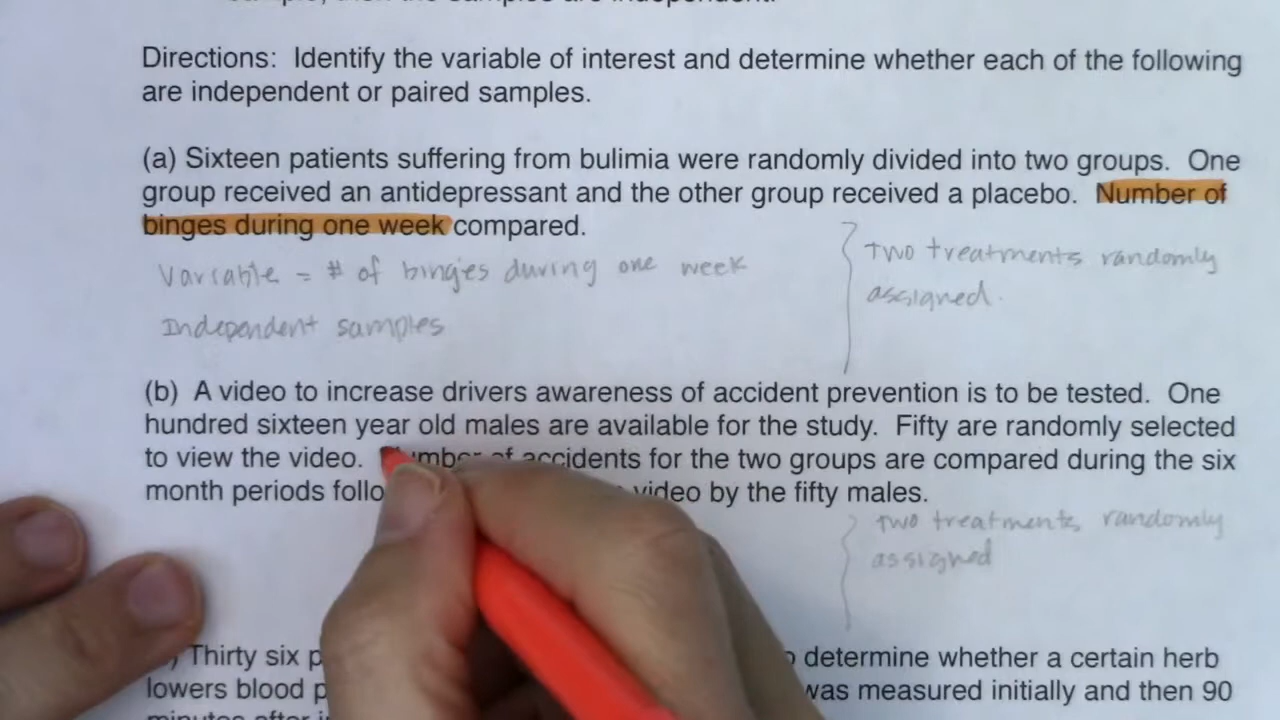 Directions: Identify the variable of interest and determine whether each of the following
are independent or paired samples.
(a) Sixteen patients suffering from bulimia were randomly divided into two groups. One
group received an antidepressant and the other group received a placebo. Number of
binges during one week compared.
Variable = # of binges during one week
Independent samples
two treatments randomly
assigned.
(b) A video to increase drivers awareness of accident prevention is to be tested. One
hundred sixteen year old males are available for the study. Fifty are randomly selected
to view the video. of accidents for the two groups are compared during the six
month periods video by the fifty males.
two treatments randomly
assigned
Thirty six determine whether a certain herb
lowers blood was measured initially and then 90